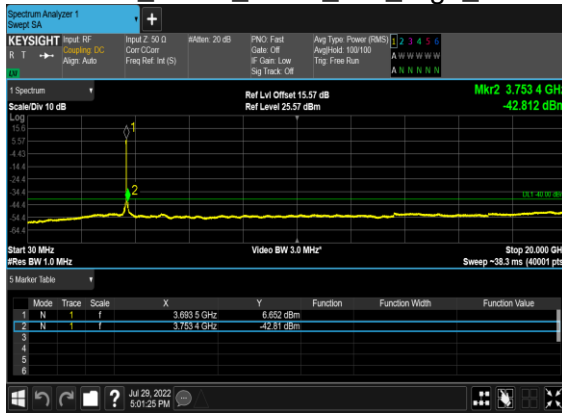 Spectrum Analyzer 1
Swept SA
+
KEYSIGHT Input: RF Input Z: 50 Ω #Atten: 20 dB PNO: Fast Avg Type: Power (RMS) 1 2 3 4 5 6
R T Coupling: DC Corr CCorr Gate: Off Avg|Hold: 100/100 A W W W W W
Align: Auto Freq Ref: Int (S) IF Gain: Low Trig: Free Run
Sig Track: Off A N N N N N
1 Spectrum Ref Lvl Offset 15.57 dB Mkr2 3.753 4 GHz
Scale/Div 10 dB Ref Level 25.57 dBm -42.812 dBm
Log
15.6
1
5.57
-4.43
-14.4
-24.4
-34.4
2
-44.4
-54.4
-64.4
Start 30 MHz Video BW 3.0 MHz* Stop 20.000 GH
#Res BW 1.0 MHz Sweep ~38.3 ms (40001 pts
5 Marker Table
Mode Trace Scale X Y Function Function Width Function Value
1 N 1 f 3.693 5 GHz 6.652 dBm
2 N 1 f 3.753 4 GHz -42.81 dBm
3
4
5
6
? Jul 29, 2022
5:01:25 PM